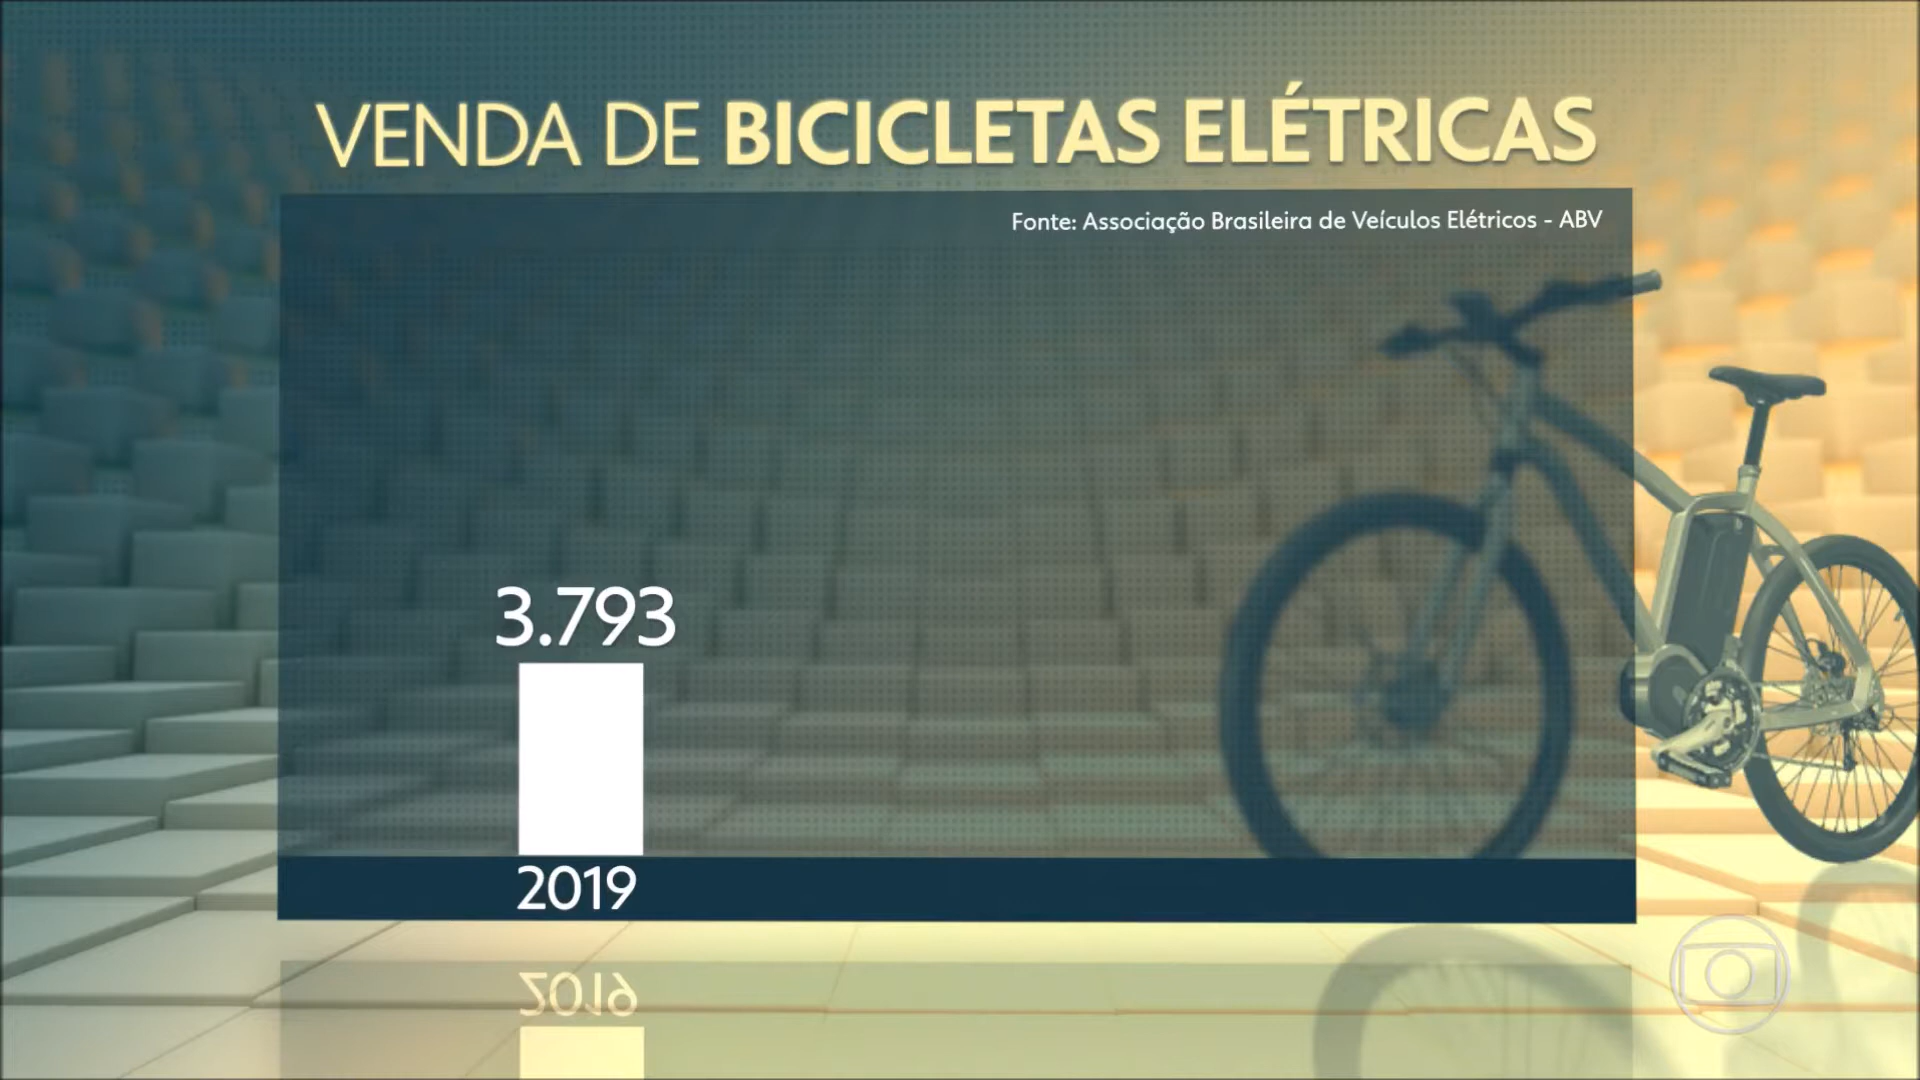 VENDA DE BICICLETAS ELÉTRICAS
Fonte: Associação Brasileira de Veículos Elétricos - ABV
3.793
2019